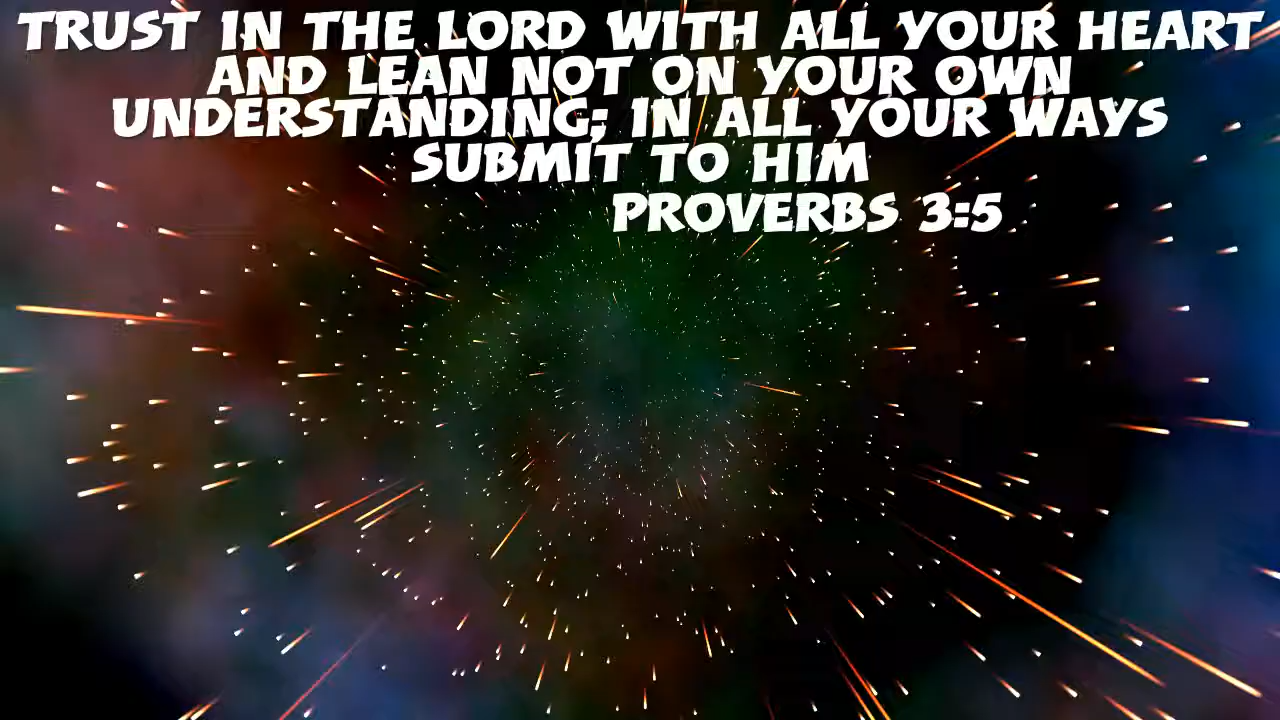 TRUST IN THE LORD WITH ALL YOUR HEART
AND LEAN NOT ON YOUR OWN
UNDERSTANDING; IN ALL YOUR WAYS
SUBMIT TO HIM
PROVERBS 3:5